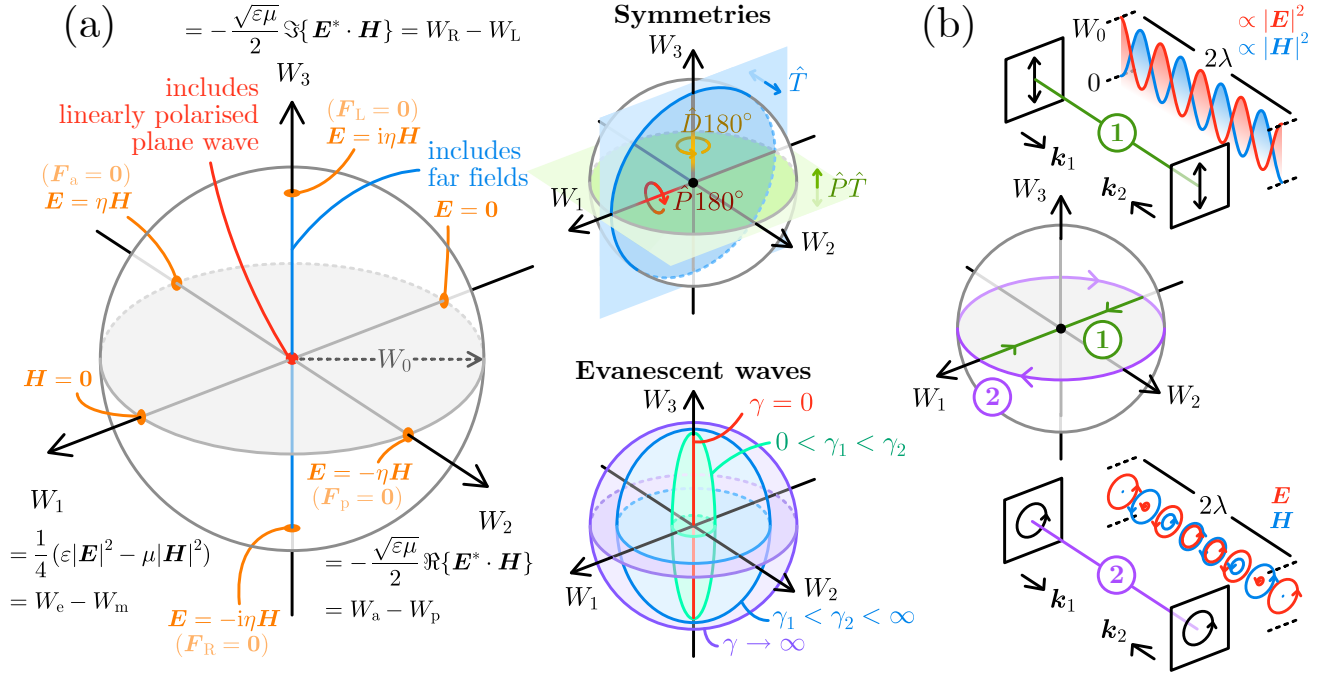 (a)
= −√εμ/2 ℑ{E* · H} = W_R − W_L
W_3
includes
linearly polarised
plane wave
(F_L = 0)
E = iηH
includes
far fields
(F_a = 0)
E = ηH
E = 0
W_0
H = 0
E = −ηH
(F_p = 0)
W_1
= 1/4 (ε|E|² − μ|H|²)
= W_e − W_m
W_2
= −√εμ/2 ℜ{E* · H}
= W_a − W_p
E = −iηH
(F_R = 0)
Symmetries
W_3
T̂
D̂180°
W_1
P̂180°
P̂T̂
W_2
Evanescent waves
W_3
γ = 0
0 < γ_1 < γ_2
W_1
W_2
γ_1 < γ_2 < ∞
γ → ∞
(b)
W_0
∝ |E|²
∝ |H|²
2λ
0
1
k_1
k_2
W_3
1
W_1
2
W_2
2λ
E
H
2
k_1
k_2